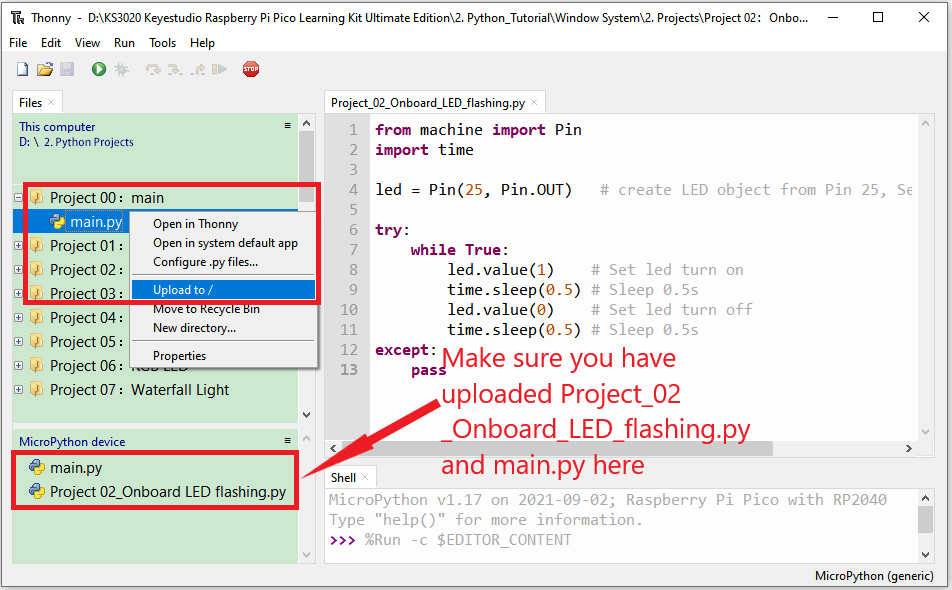 Thonny - D:\KS3020 Keyestudio Raspberry Pi Pico Learning Kit Ultimate Edition\2. Python_Tutorial\Window System\2. Projects\Project 02：Onbo...
File Edit View Run Tools Help
STOP
Files
This computer
D: \ 2. Python Projects
Project 00：main
main.py
Project 01：
Project 02：
Project 03：
Project 04：
Project 05：
Project 06：RGB LED
Project 07：Waterfall Light
Open in Thonny
Open in system default app
Configure .py files...
Upload to /
Move to Recycle Bin
New directory...
Properties
MicroPython device
main.py
Project 02_Onboard LED flashing.py
Project_02_Onboard_LED_flashing.py
1 from machine import Pin
2 import time
3
4 led = Pin(25, Pin.OUT)   # create LED object from Pin 25, Se
5
6 try:
7     while True:
8         led.value(1)    # Set led turn on
9         time.sleep(0.5) # Sleep 0.5s
10         led.value(0)    # Set led turn off
11         time.sleep(0.5) # Sleep 0.5s
12 except:
13     pass
Make sure you have
uploaded Project_02
_Onboard_LED_flashing.py
and main.py here
Shell
MicroPython v1.17 on 2021-09-02; Raspberry Pi Pico with RP2040
Type "help()" for more information.
>>> %Run -c $EDITOR_CONTENT
MicroPython (generic)